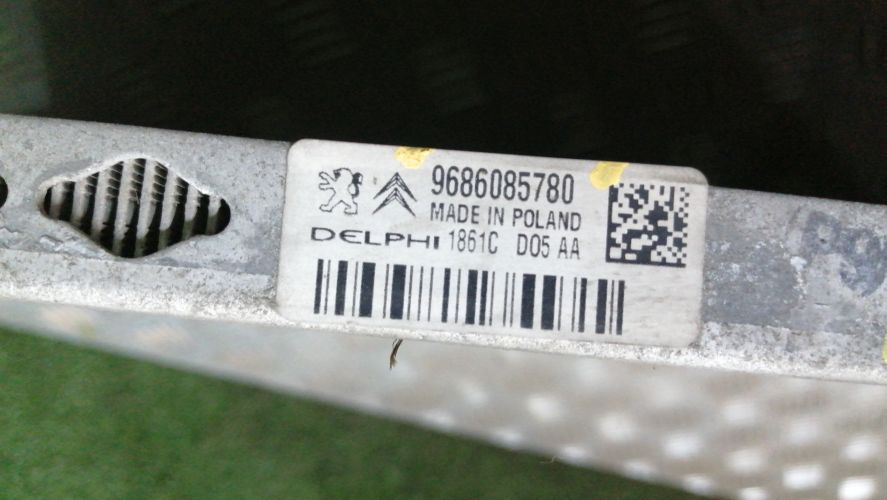 9686085780
MADE IN POLAND
DELPHI 1861C D05 AA